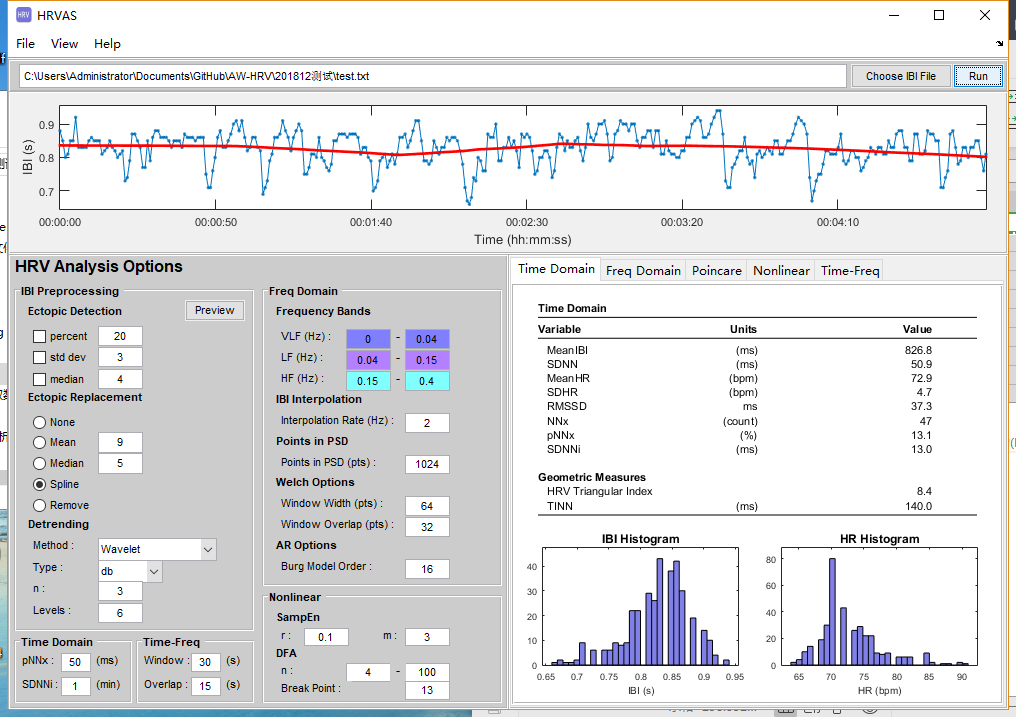 HRV HRVAS
File View Help
C:\Users\Administrator\Documents\GitHub\AW-HRV\201812测试\test.txt Choose IBI File Run
IBI (s)
0.9
0.8
0.7
00:00:00 00:00:50 00:01:40 00:02:30 00:03:20 00:04:10
Time (hh:mm:ss)
HRV Analysis Options
IBI Preprocessing
Ectopic Detection Preview
percent 20
std dev 3
median 4
Ectopic Replacement
None
Mean 9
Median 5
Spline
Remove
Detrending
Method : Wavelet
Type : db
n : 3
Levels : 6
Time Domain
pNNx : 50 (ms)
SDNNi : 1 (min)
Time-Freq
Window : 30 (s)
Overlap : 15 (s)
Freq Domain
Frequency Bands
VLF (Hz) : 0 - 0.04
LF (Hz) : 0.04 - 0.15
HF (Hz) : 0.15 - 0.4
IBI Interpolation
Interpolation Rate (Hz) : 2
Points in PSD
Points in PSD (pts) : 1024
Welch Options
Window Width (pts) : 64
Window Overlap (pts) : 32
AR Options
Burg Model Order : 16
Nonlinear
SampEn
r : 0.1 m : 3
DFA
n : 4 - 100
Break Point : 13
Time Domain Freq Domain Poincare Nonlinear Time-Freq
Time Domain
Variable Units Value
MeanIBI (ms) 826.8
SDNN (ms) 50.9
MeanHR (bpm) 72.9
SDHR (bpm) 4.7
RMSSD ms 37.3
NNx (count) 47
pNNx (%) 13.1
SDNNi (ms) 13.0
Geometric Measures
HRV Triangular Index 8.4
TINN (ms) 140.0
IBI Histogram
40
30
20
10
0
0.65 0.7 0.75 0.8 0.85 0.9 0.95
IBI (s)
HR Histogram
80
60
40
20
0
65 70 75 80 85 90
HR (bpm)